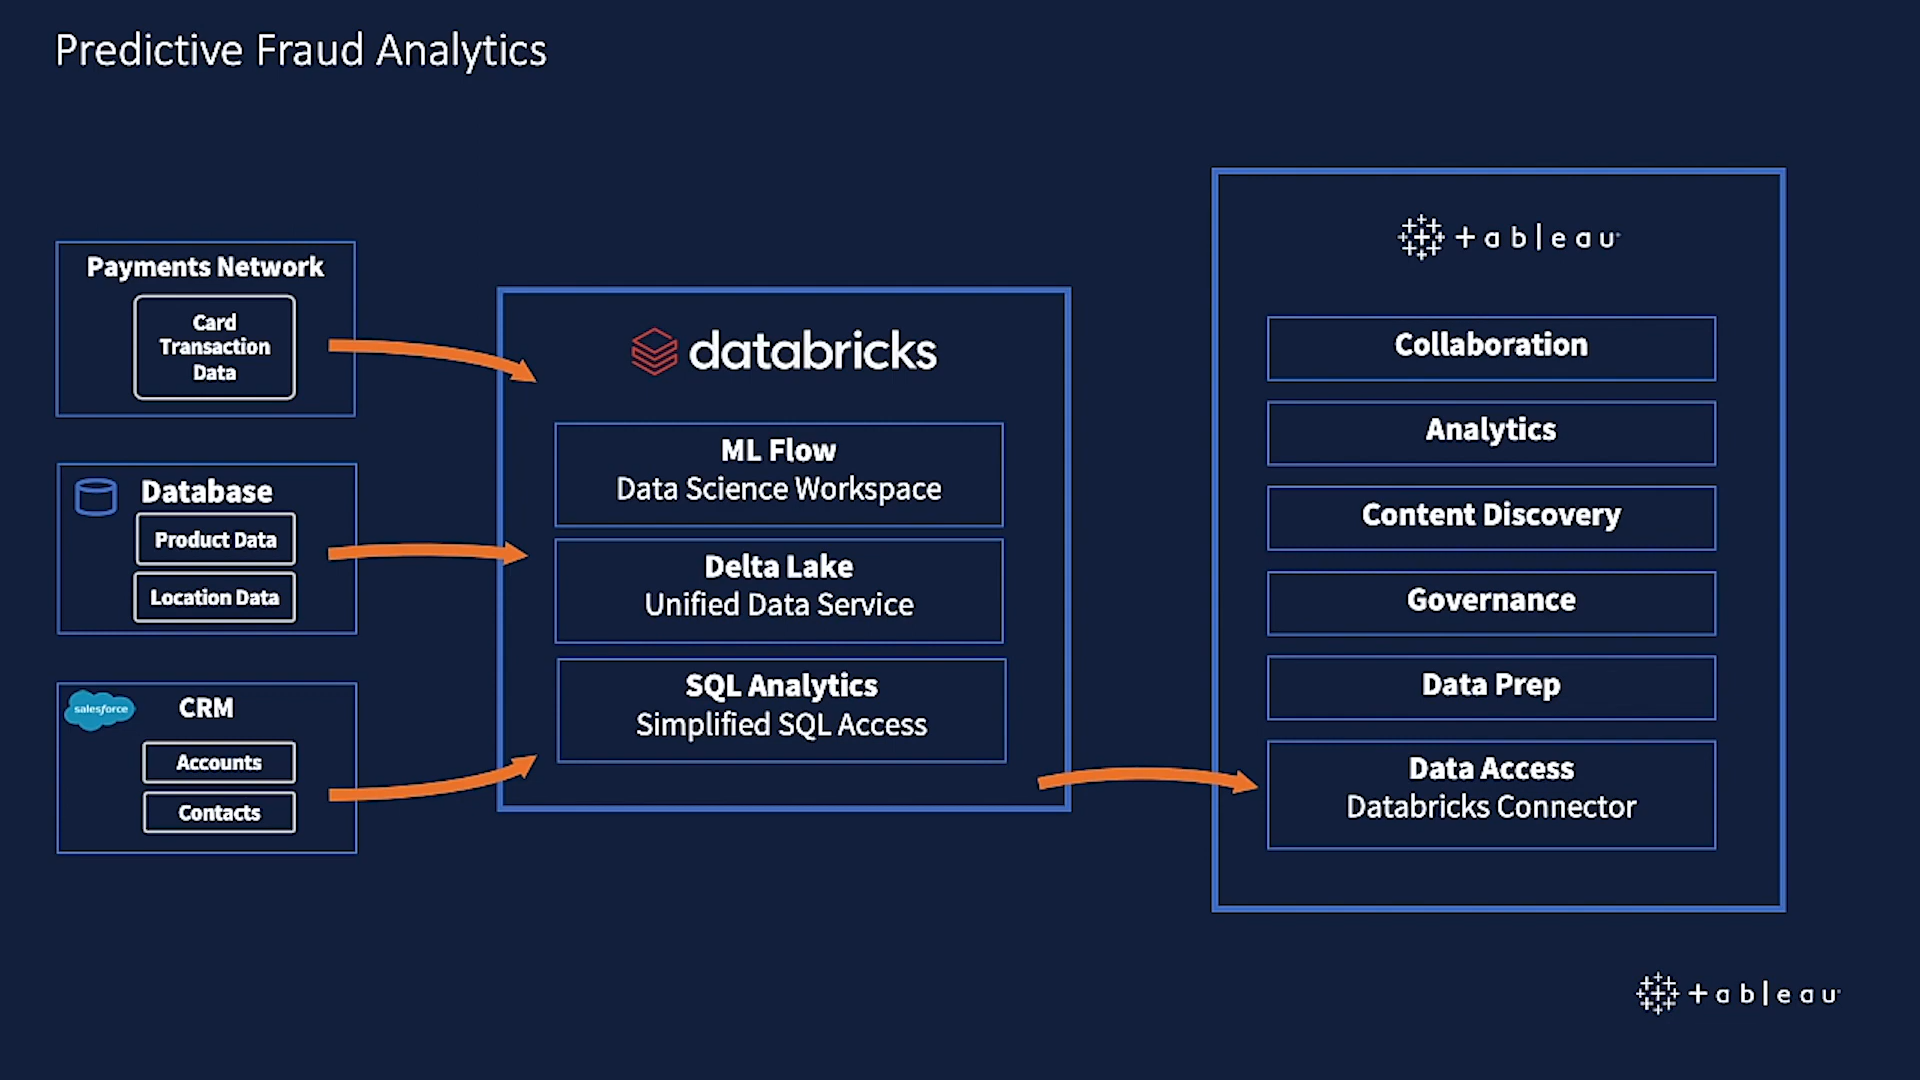 Predictive Fraud Analytics
Payments Network
Card
Transaction
Data
Database
Product Data
Location Data
salesforce
CRM
Accounts
Contacts
databricks
ML Flow
Data Science Workspace
Delta Lake
Unified Data Service
SQL Analytics
Simplified SQL Access
tableau
Collaboration
Analytics
Content Discovery
Governance
Data Prep
Data Access
Databricks Connector
tableau